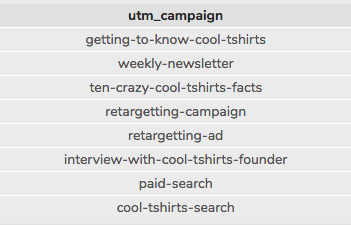 utm_campaign
getting-to-know-cool-tshirts
weekly-newsletter
ten-crazy-cool-tshirts-facts
retargetting-campaign
retargetting-ad
interview-with-cool-tshirts-founder
paid-search
cool-tshirts-search